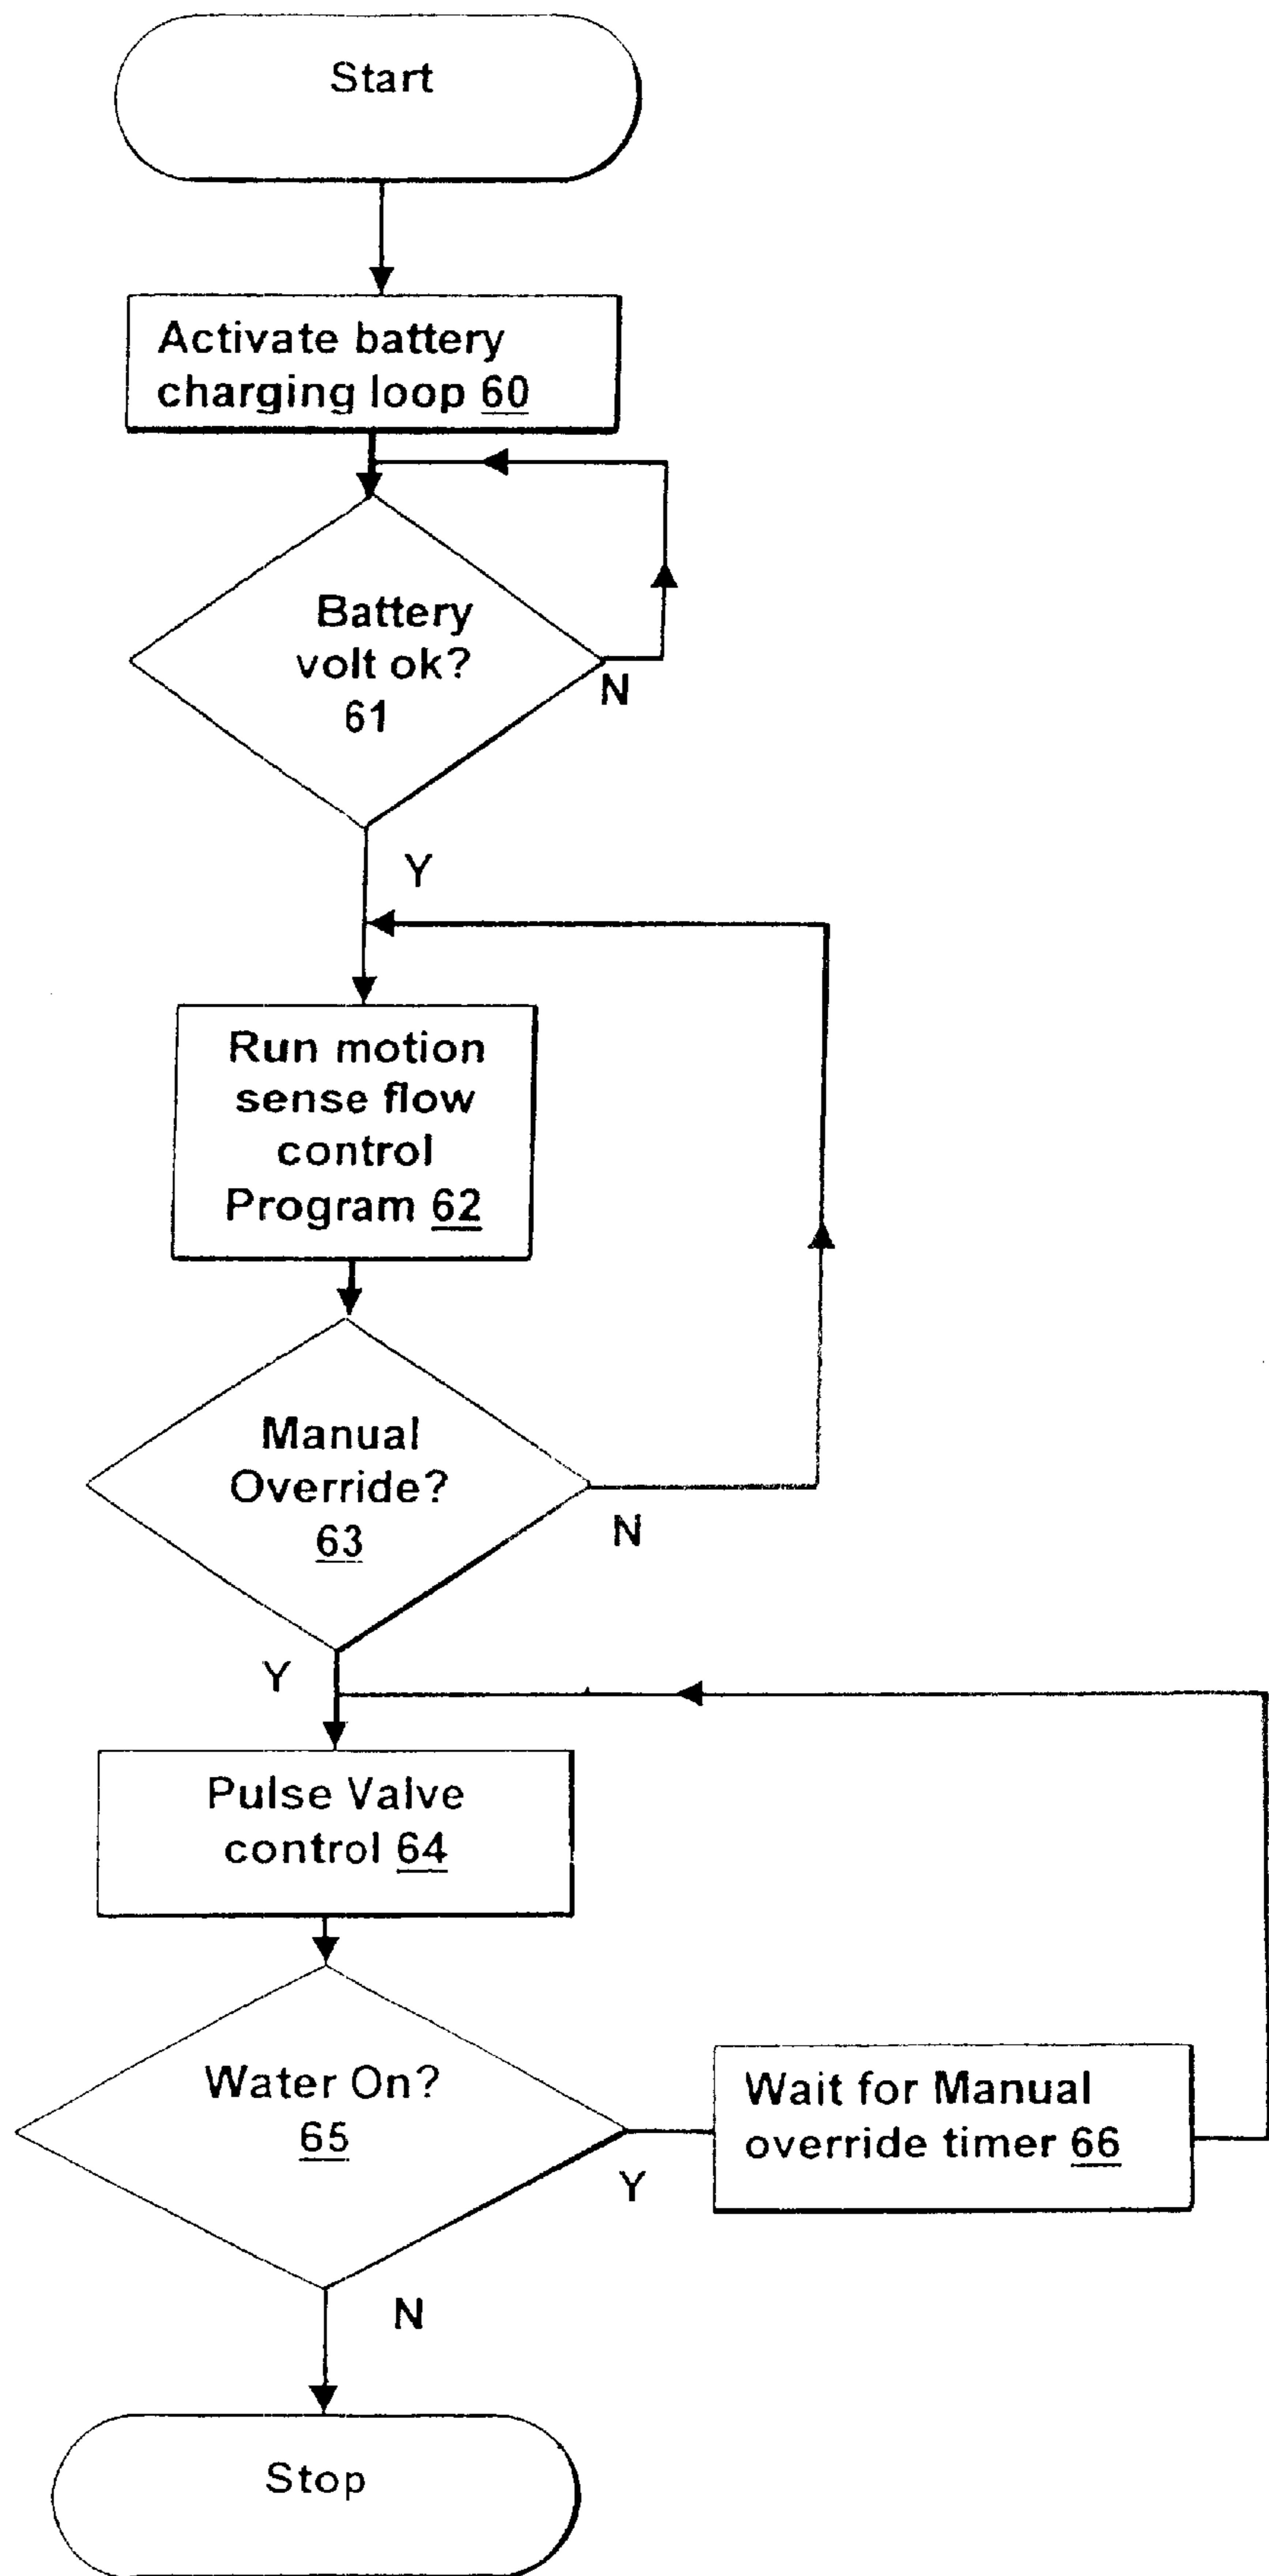 Start
Activate battery
charging loop 60
Battery
volt ok?
61
N
Y
Run motion
sense flow
control
Program 62
Manual
Override?
63
N
Y
Pulse Valve
control 64
Water On?
65
Y
Wait for Manual
override timer 66
N
Stop